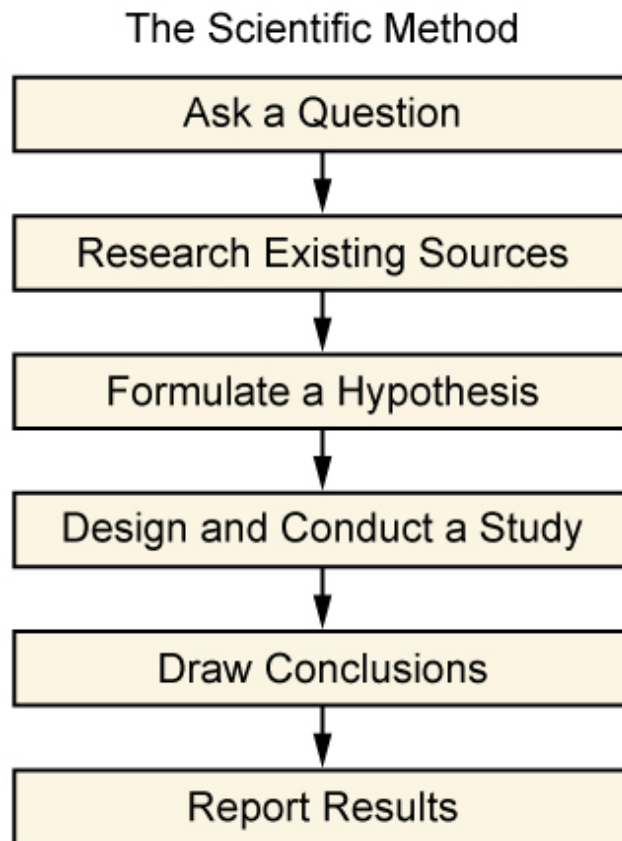 The Scientific Method
Ask a Question
Research Existing Sources
Formulate a Hypothesis
Design and Conduct a Study
Draw Conclusions
Report Results